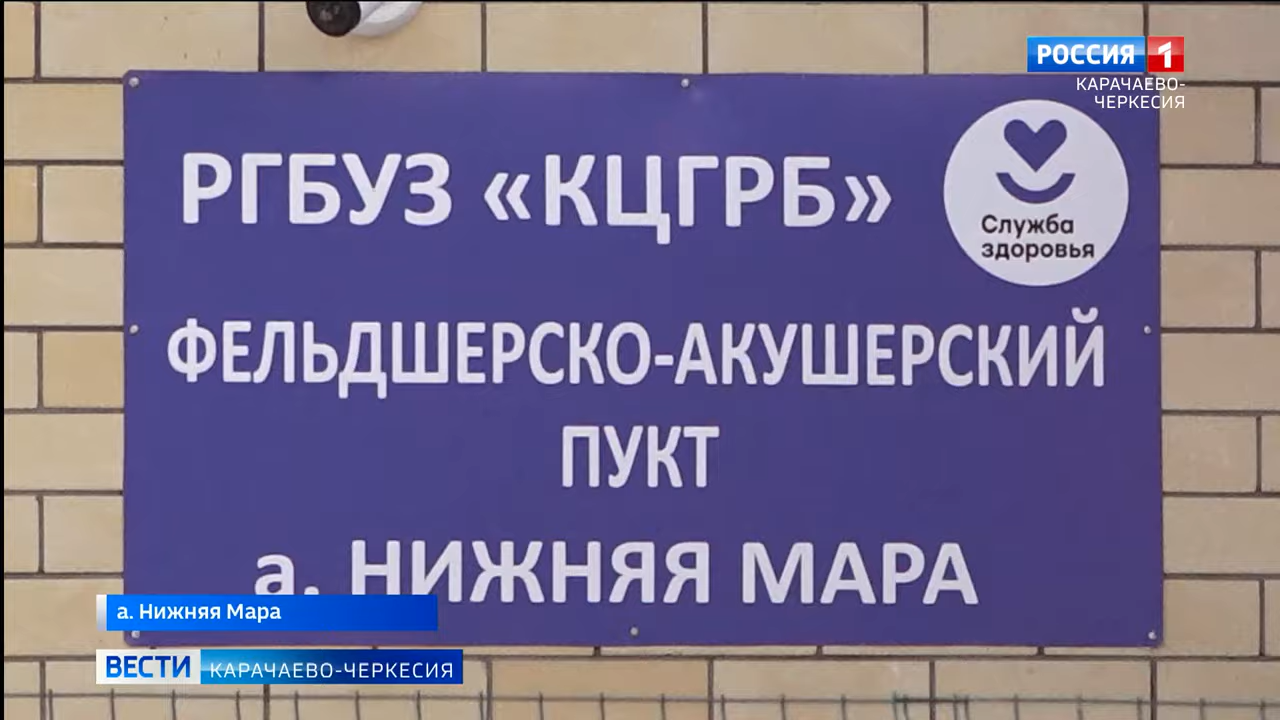 РОССИЯ 1
КАРАЧАЕВО-
ЧЕРКЕСИЯ
РГБУЗ «КЦГРБ»
Служба
здоровья
ФЕЛЬДШЕРСКО-АКУШЕРСКИЙ
ПУКТ
а. НИЖНЯЯ МАРА
а. Нижняя Мара
ВЕСТИ КАРАЧАЕВО-ЧЕРКЕСИЯ